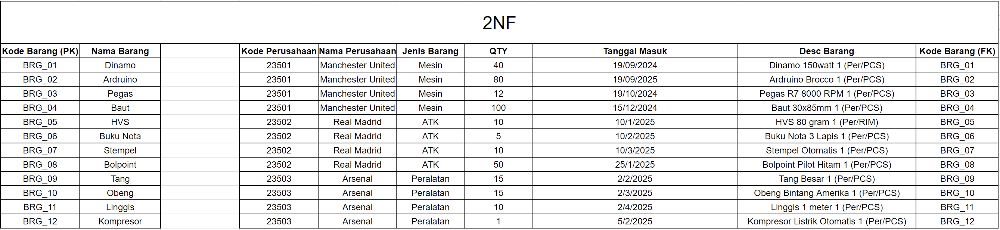 2NF
Kode Barang (PK) Nama Barang Kode Perusahaan Nama Perusahaan Jenis Barang QTY Tanggal Masuk Desc Barang Kode Barang (FK)
BRG_01 Dinamo 23501 Manchester United Mesin 40 19/09/2024 Dinamo 150watt 1 (Per/PCS) BRG_01
BRG_02 Ardruino 23501 Manchester United Mesin 80 19/09/2025 Ardruino Brocco 1 (Per/PCS) BRG_02
BRG_03 Pegas 23501 Manchester United Mesin 12 19/10/2024 Pegas R7 8000 RPM 1 (Per/PCS) BRG_03
BRG_04 Baut 23501 Manchester United Mesin 100 15/12/2024 Baut 30x85mm 1 (Per/PCS) BRG_04
BRG_05 HVS 23502 Real Madrid ATK 10 10/1/2025 HVS 80 gram 1 (Per/RIM) BRG_05
BRG_06 Buku Nota 23502 Real Madrid ATK 5 10/2/2025 Buku Nota 3 Lapis 1 (Per/PCS) BRG_06
BRG_07 Stempel 23502 Real Madrid ATK 10 10/3/2025 Stempel Otomatis 1 (Per/PCS) BRG_07
BRG_08 Bolpoint 23502 Real Madrid ATK 50 25/1/2025 Bolpoint Pilot Hitam 1 (Per/PCS) BRG_08
BRG_09 Tang 23503 Arsenal Peralatan 15 2/2/2025 Tang Besar 1 (Per/PCS) BRG_09
BRG_10 Obeng 23503 Arsenal Peralatan 15 2/3/2025 Obeng Bintang Amerika 1 (Per/PCS) BRG_10
BRG_11 Linggis 23503 Arsenal Peralatan 10 2/4/2025 Linggis 1 meter 1 (Per/PCS) BRG_11
BRG_12 Kompresor 23503 Arsenal Peralatan 1 5/2/2025 Kompresor Listrik Otomatis 1 (Per/PCS) BRG_12